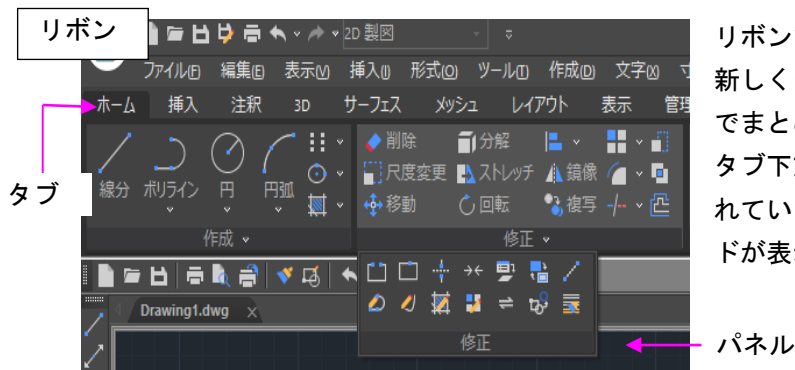 リボン
2D 製図
ファイル(F) 編集(E) 表示(V) 挿入(I) 形式(O) ツール(T) 作成(D) 文字(X) 寸
ホーム 挿入 注釈 3D サーフェス メッシュ レイアウト 表示 管理
線分 ポリライン 円 円弧
削除 分解
尺度変更 ストレッチ 鏡像
移動 回転 複写
作成 修正
Drawing1.dwg
修正
タブ
パネル
リボン
新しく
でまと
タブ下
れてい
ドが表